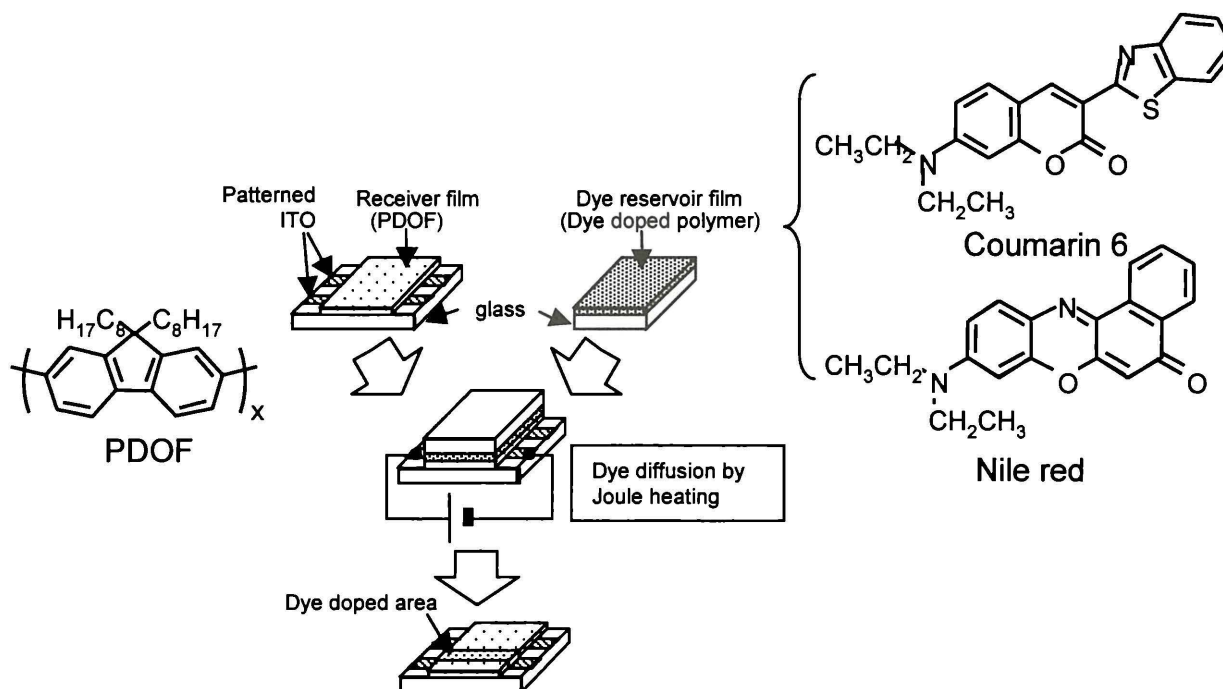 Patterned
ITO
Receiver film
(PDOF)
Dye reservoir film
(Dye doped polymer)
glass
H17C8 C8H17
x
PDOF
Dye diffusion by
Joule heating
Dye doped area
N
S
O
O
CH3CH2
N
CH2CH3
Coumarin 6
N
O
O
CH3CH2
N
CH2CH3
Nile red